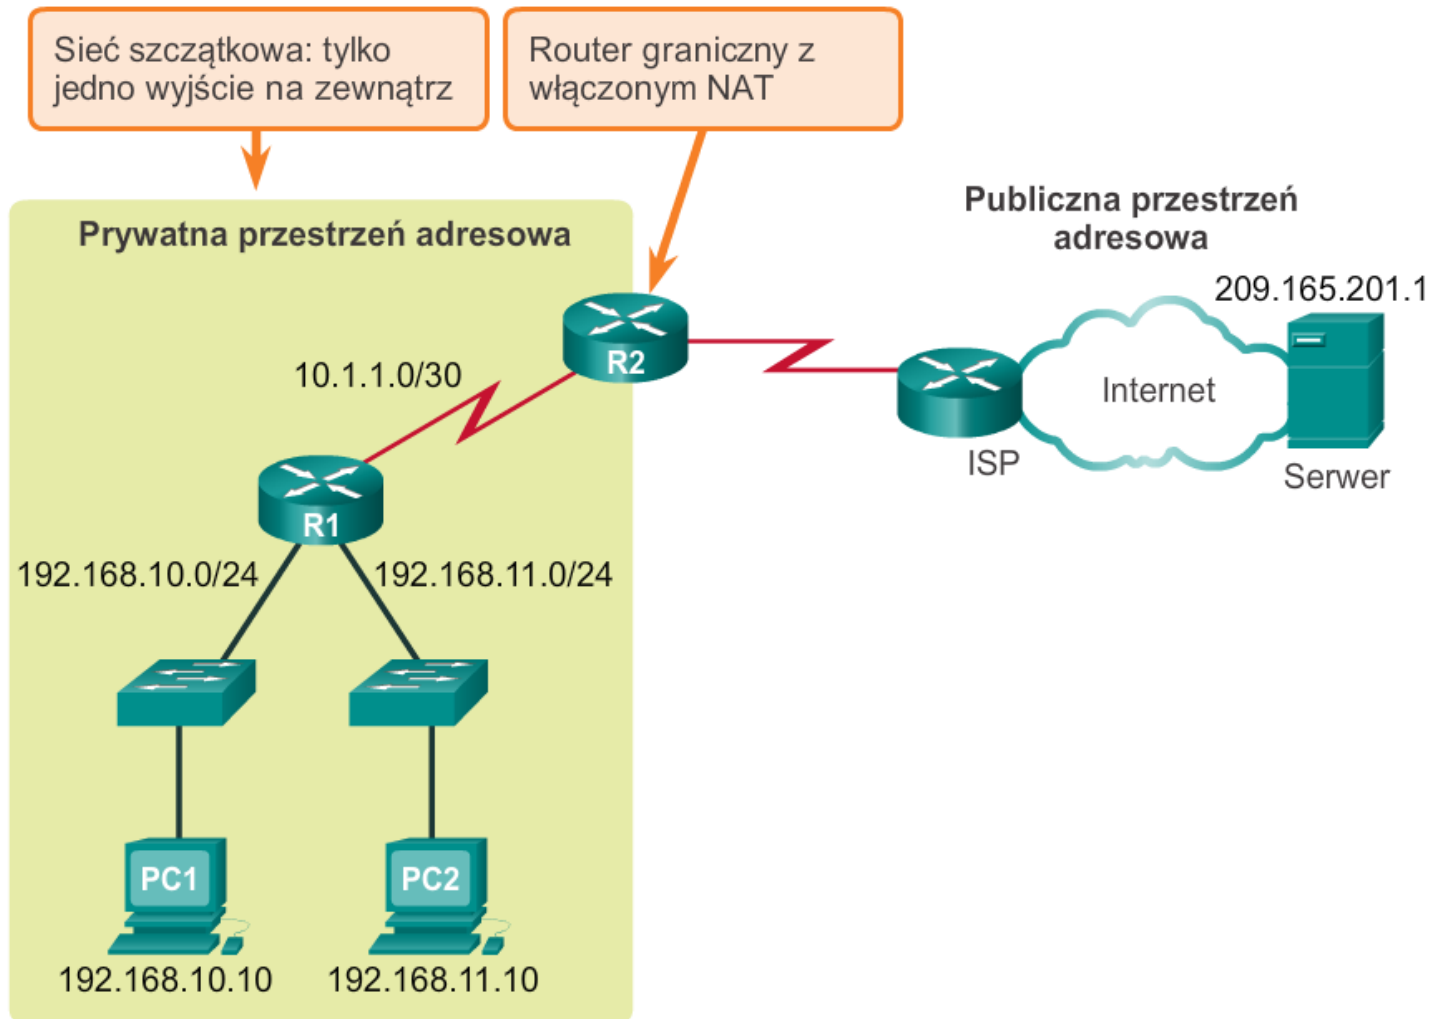 Sieć szczątkowa: tylko
jedno wyjście na zewnątrz
Router graniczny z
włączonym NAT
Prywatna przestrzeń adresowa
Publiczna przestrzeń
adresowa
209.165.201.1
R2
10.1.1.0/30
Internet
ISP
Serwer
R1
192.168.10.0/24
192.168.11.0/24
PC1
PC2
192.168.10.10
192.168.11.10